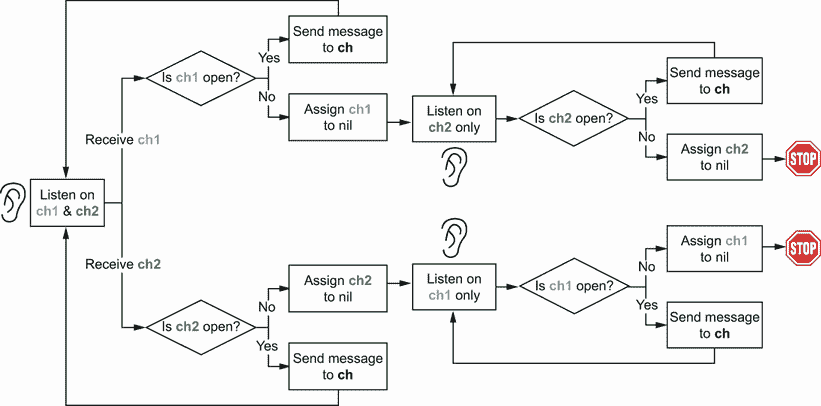 Send message
to ch
Yes
Is ch1 open?
No
Assign ch1
to nil
Receive ch1
Listen on
ch1 & ch2
Receive ch2
Is ch2 open?
No
Assign ch2
to nil
Yes
Send message
to ch
Listen on
ch2 only
Is ch2 open?
Yes
Send message
to ch
No
Assign ch2
to nil
STOP
Listen on
ch1 only
Is ch1 open?
No
Assign ch1
to nil
STOP
Yes
Send message
to ch